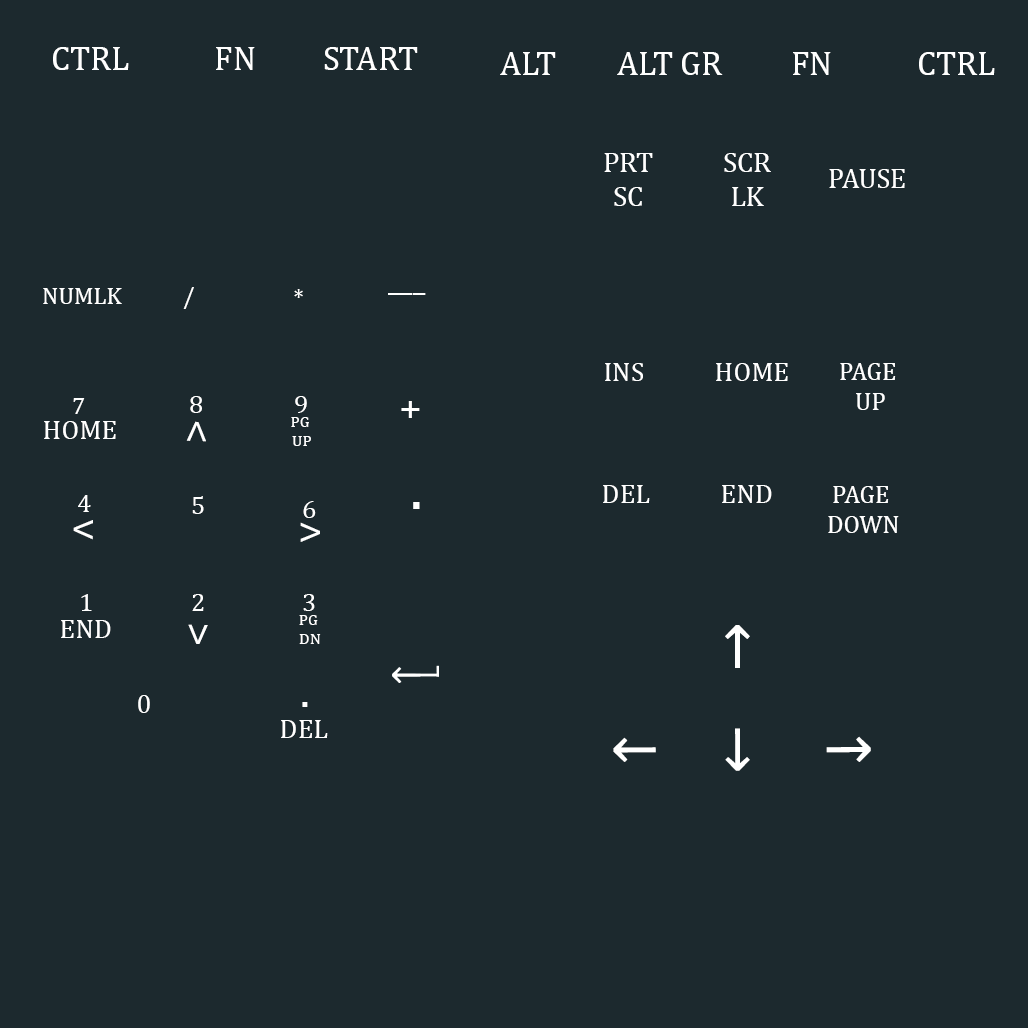 CTRL FN START ALT ALT GR FN CTRL
PRT SC
SCR LK
PAUSE
NUMLK / * —
7 HOME
8 ^
9 PG UP
+
INS HOME PAGE UP
4 <
5
6 >
.
DEL END PAGE DOWN
1 END
2 v
3 PG DN
↑
0
. DEL
↵
← ↓ →